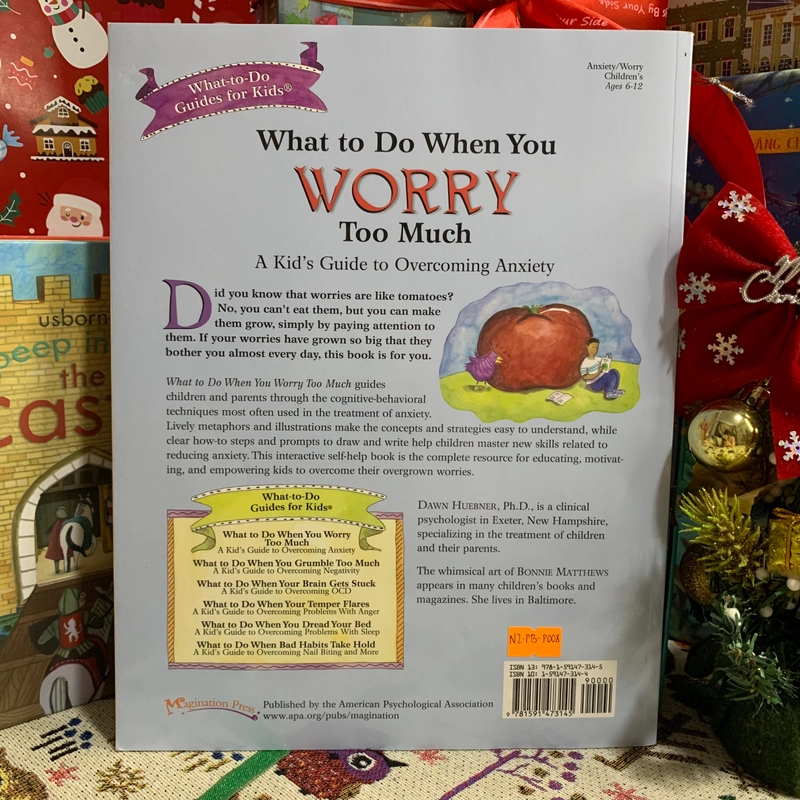 What-to-Do
Guides for Kids®
Anxiety/Worry
Children's
Ages 6-12
What to Do When You
WORRY
Too Much
A Kid's Guide to Overcoming Anxiety
Did you know that worries are like tomatoes?
No, you can't eat them, but you can make
them grow, simply by paying attention to
them. If your worries have grown so big that they
bother you almost every day, this book is for you.
What to Do When You Worry Too Much guides
children and parents through the cognitive-behavioral
techniques most often used in the treatment of anxiety.
Lively metaphors and illustrations make the concepts and strategies easy to understand, while
clear how-to steps and prompts to draw and write help children master new skills related to
reducing anxiety. This interactive self-help book is the complete resource for educating, motivat-
ing, and empowering kids to overcome their overgrown worries.
What-to-Do
Guides for Kids®
What to Do When You Worry
Too Much
A Kid's Guide to Overcoming Anxiety
What to Do When You Grumble Too Much
A Kid's Guide to Overcoming Negativity
What to Do When Your Brain Gets Stuck
A Kid's Guide to Overcoming OCD
What to Do When Your Temper Flares
A Kid's Guide to Overcoming Problems With Anger
What to Do When You Dread Your Bed
A Kid's Guide to Overcoming Problems With Sleep
What to Do When Bad Habits Take Hold
A Kid's Guide to Overcoming Nail Biting and More
DAWN HUEBNER, Ph.D., is a clinical
psychologist in Exeter, New Hampshire,
specializing in the treatment of children
and their parents.
The whimsical art of BONNIE MATTHEWS
appears in many children's books and
magazines. She lives in Baltimore.
NZ-PB-P008
ISBN 13: 978-1-59147-314-5
ISBN 10: 1-59147-314-4
90000
9 781591 473145
Magination Press
Published by the American Psychological Association
www.apa.org/pubs/magination
usborn
peep in
the
cas
your Side
s By Your Side
ĂNG CH